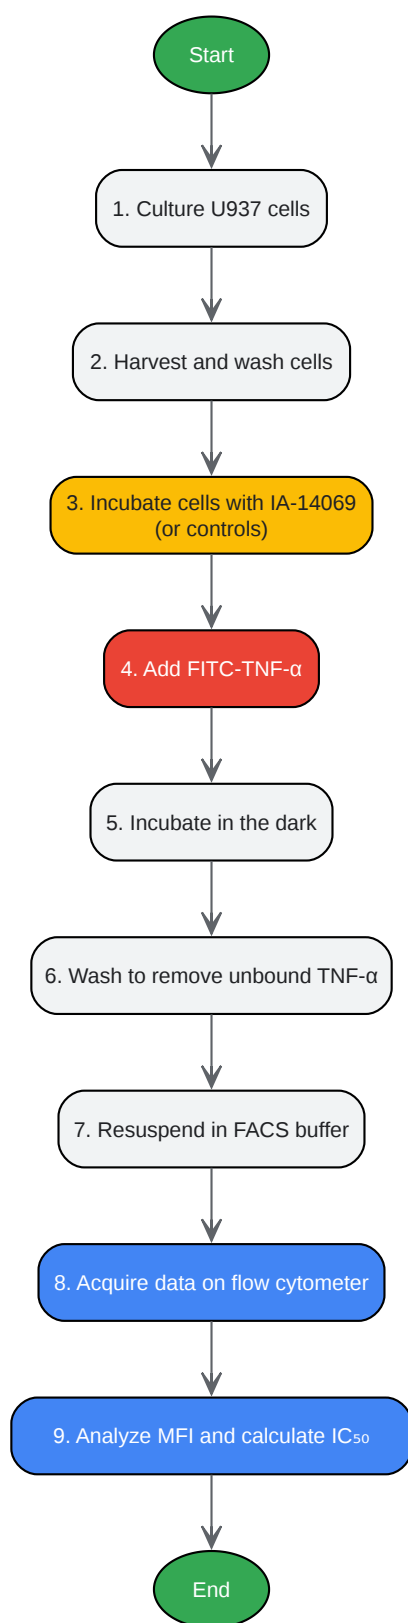 Start
1. Culture U937 cells
2. Harvest and wash cells
3. Incubate cells with IA-14069
(or controls)
4. Add FITC-TNF-α
5. Incubate in the dark
6. Wash to remove unbound TNF-α
7. Resuspend in FACS buffer
8. Acquire data on flow cytometer
9. Analyze MFI and calculate IC₅₀
End